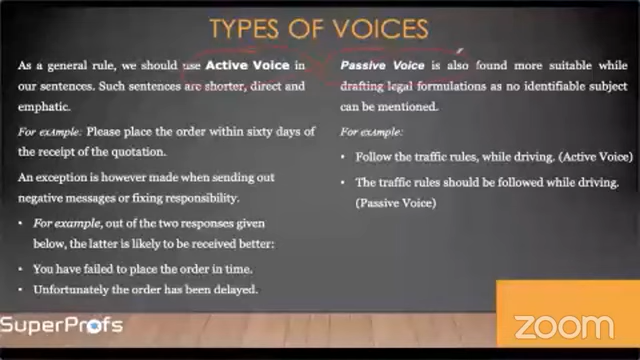 TYPES OF VOICES
As a general rule, we should use Active Voice in
our sentences. Such sentences are shorter, direct and
emphatic.
For example: Please place the order within sixty days of
the receipt of the quotation.
An exception is however made when sending out
negative messages or fixing responsibility.
• For example, out of the two responses given
below, the latter is likely to be received better:
• You have failed to place the order in time.
• Unfortunately the order has been delayed.
Passive Voice is also found more suitable while
drafting legal formulations as no identifiable subject
can be mentioned.
For example:
• Follow the traffic rules, while driving. (Active Voice)
• The traffic rules should be followed while driving.
(Passive Voice)
SuperProfs
zoom